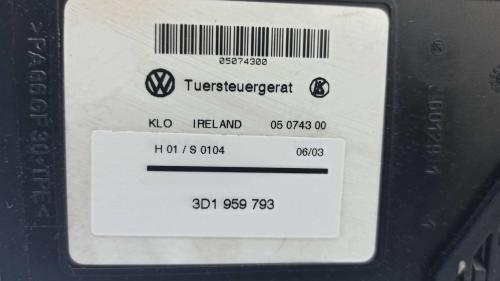 05074300
Tuersteuergerat
KLO IRELAND 05 0743 00
H 01 / S 0104 06/03
3D1 959 793